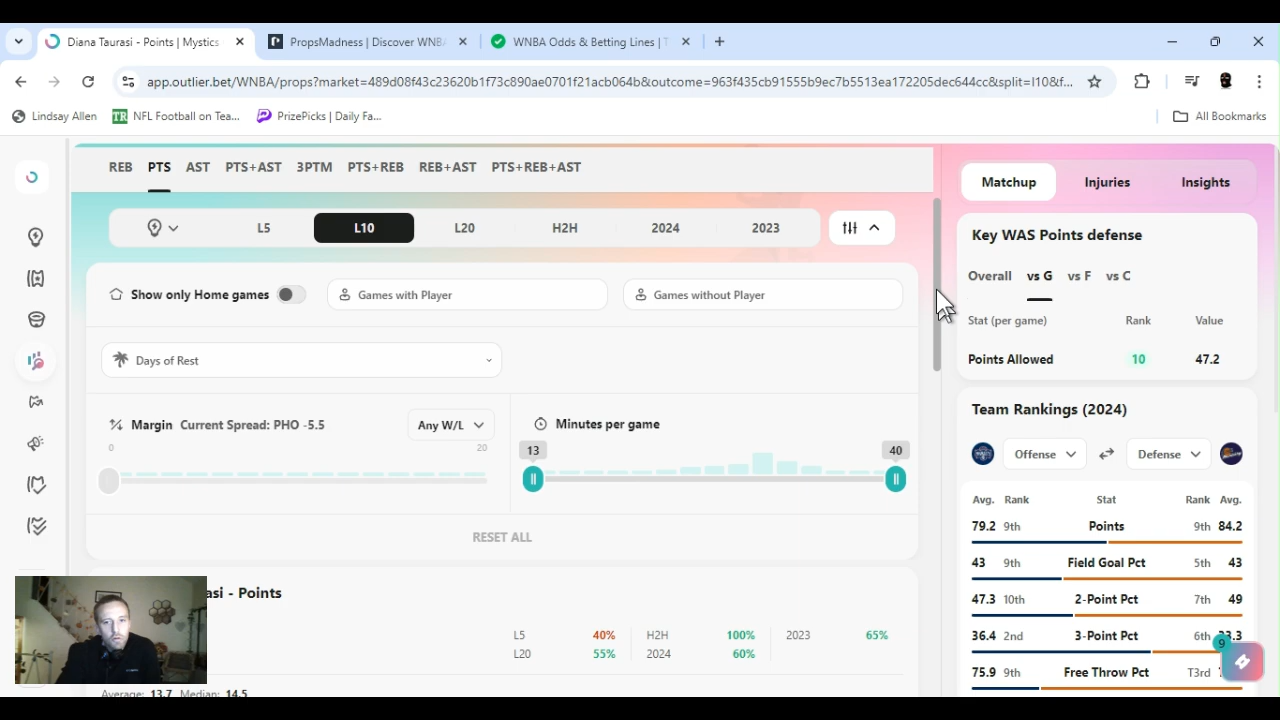 Diana Taurasi - Points | Mystics
PropsMadness | Discover WNB
WNBA Odds & Betting Lines | T
app.outlier.bet/WNBA/props?market=489d08f43c23620b1f73c890ae0701f21acb064b&outcome=963f435cb91555b9ec7b5513ea172205dec644cc&split=l10&f...
Lindsay Allen
NFL Football on Tea...
PrizePicks | Daily Fa...
All Bookmarks
REB PTS AST PTS+AST 3PTM PTS+REB REB+AST PTS+REB+AST
L5 L10 L20 H2H 2024 2023
Show only Home games
Games with Player
Games without Player
Days of Rest
Margin Current Spread: PHO -5.5
Any W/L
0 20
Minutes per game
13 40
RESET ALL
asi - Points
L5 40% H2H 100% 2023 65%
L20 55% 2024 60%
Average: 13.7 Median: 14.5
Matchup Injuries Insights
Key WAS Points defense
Overall vs G vs F vs C
Stat (per game) Rank Value
Points Allowed 10 47.2
Team Rankings (2024)
Offense Defense
Avg. Rank Stat Rank Avg.
79.2 9th Points 9th 84.2
43 9th Field Goal Pct 5th 43
47.3 10th 2-Point Pct 7th 49
36.4 2nd 3-Point Pct 6th 3.3
9
75.9 9th Free Throw Pct T3rd